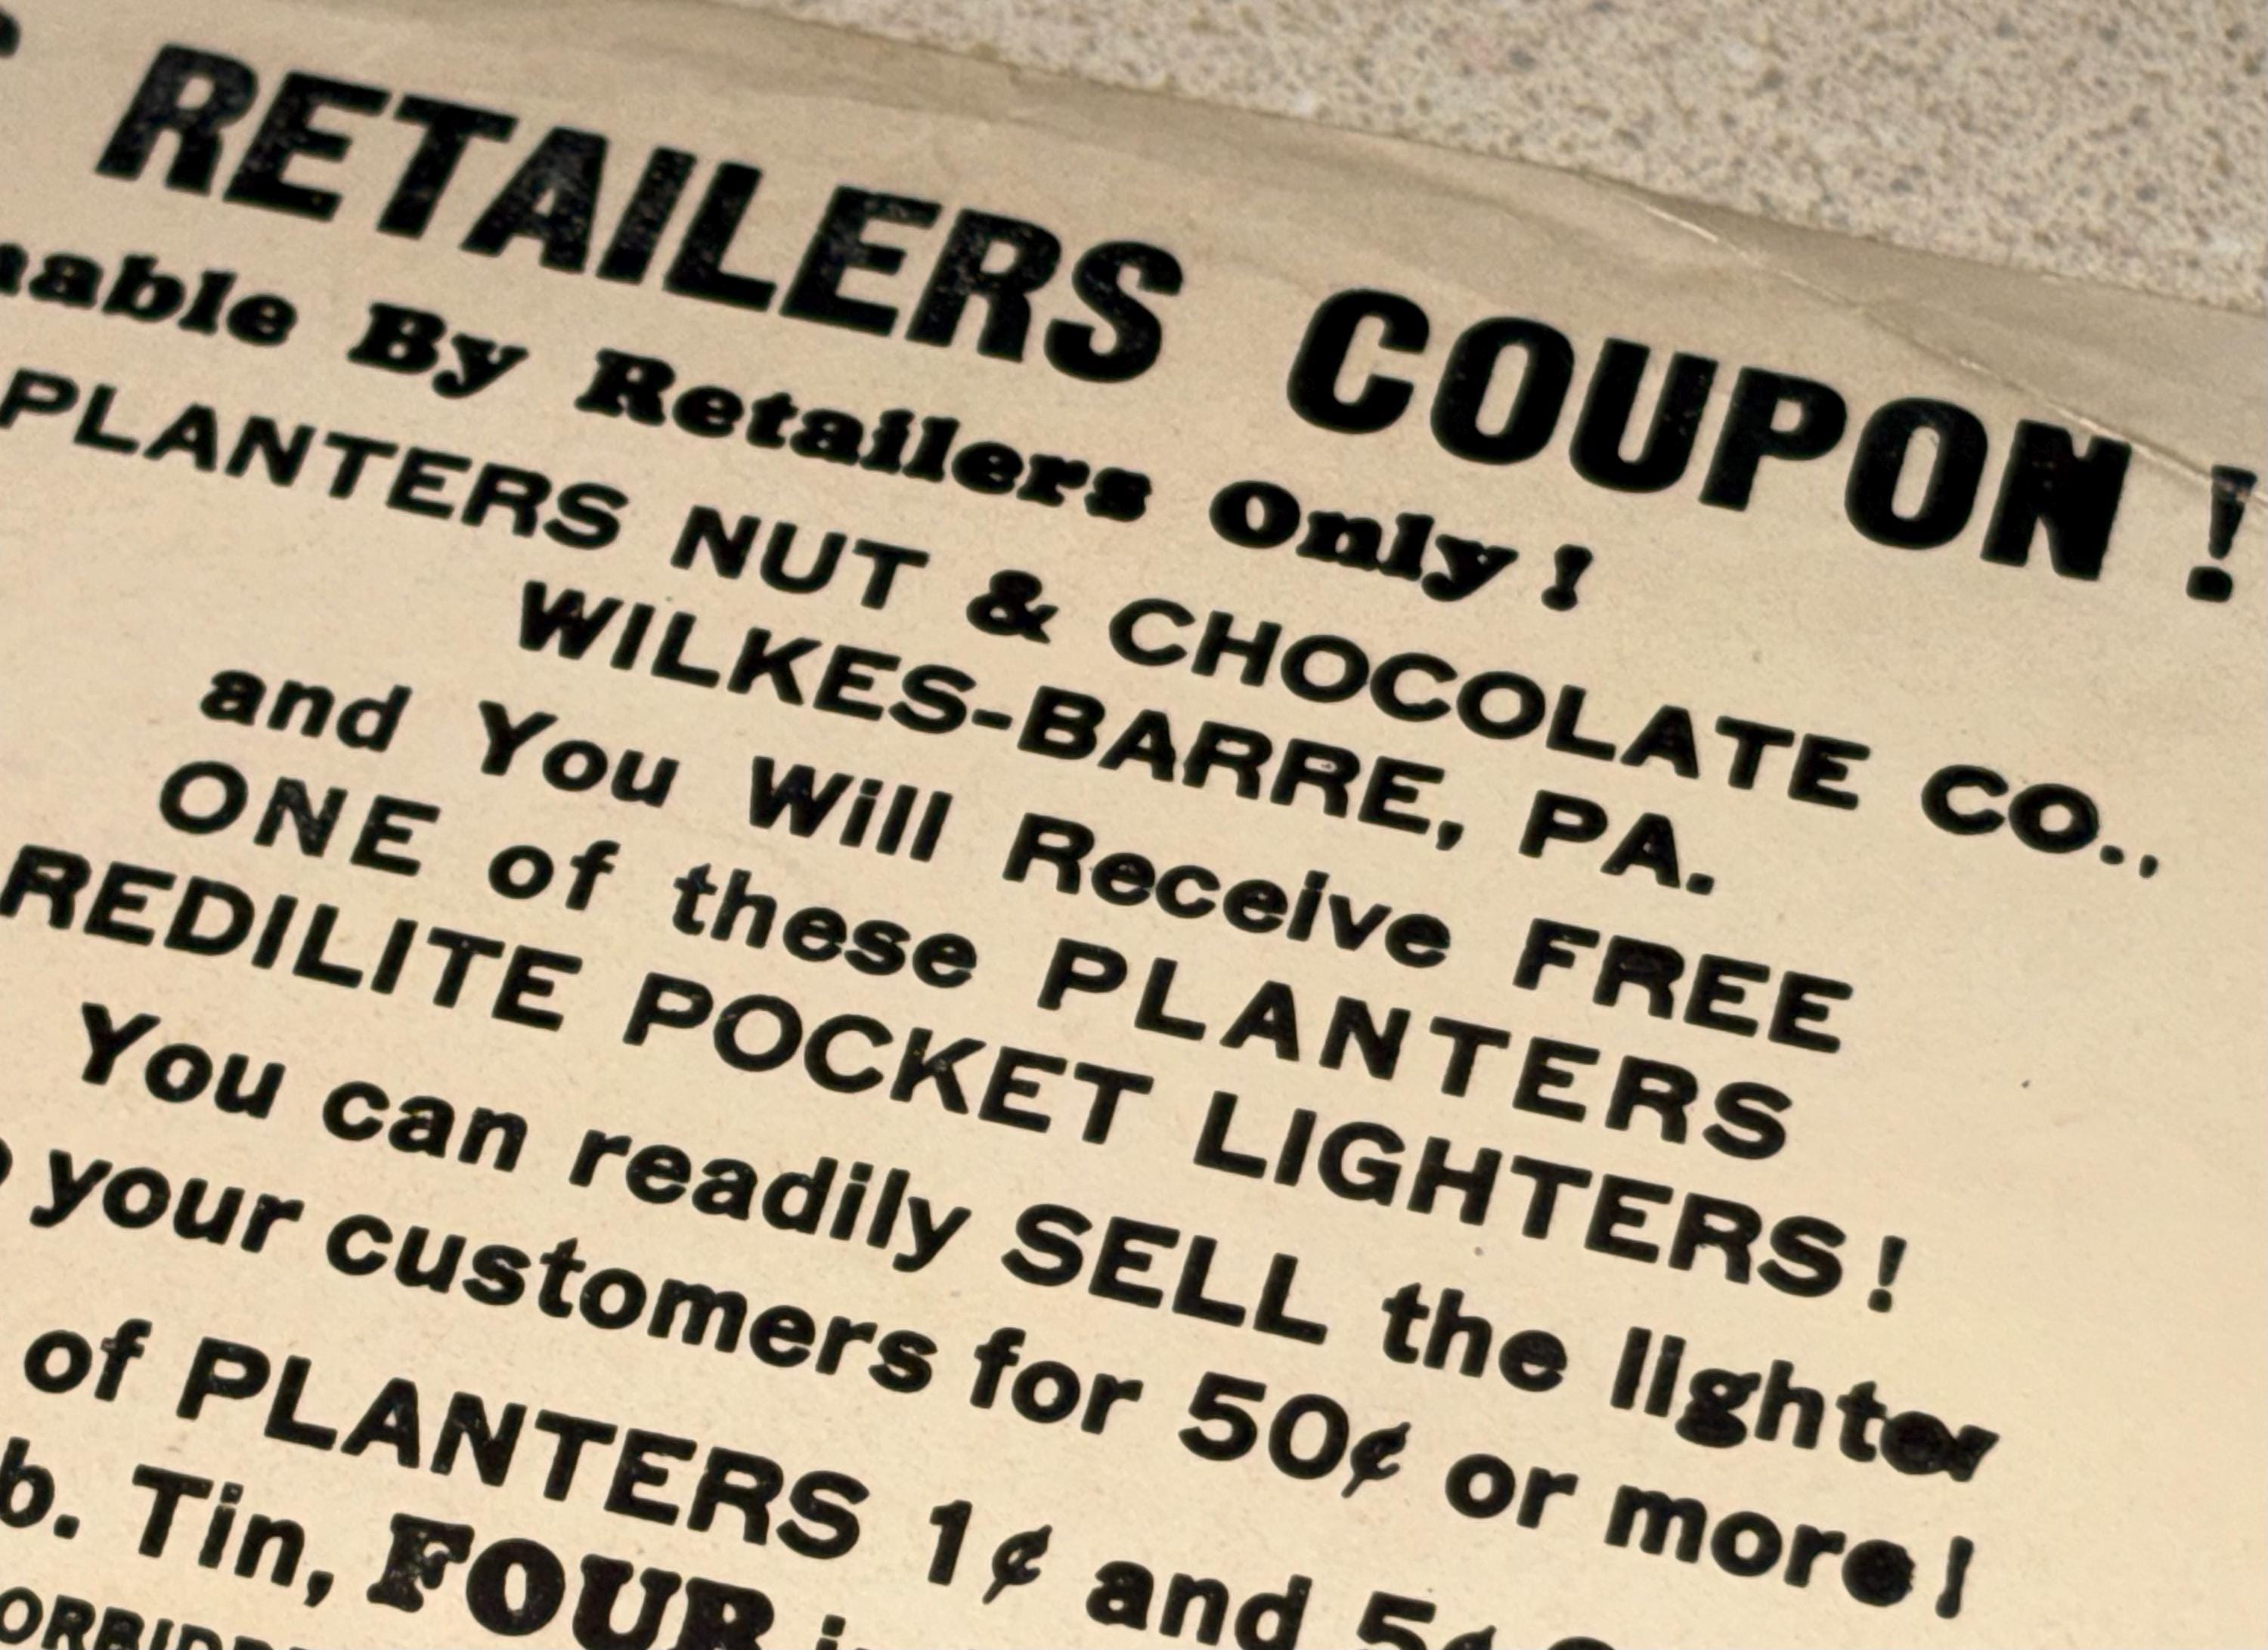 RETAILERS COUPON!
By Retailers Only!
PLANTERS NUT & CHOCOLATE CO.,
WILKES-BARRE, PA.
and You Will Receive FREE
ONE of these PLANTERS
REDILITE POCKET LIGHTERS!
You can readily SELL the lighter
your customers for 50¢ or more!
of PLANTERS 1¢ and 5¢
Tin, FOUR